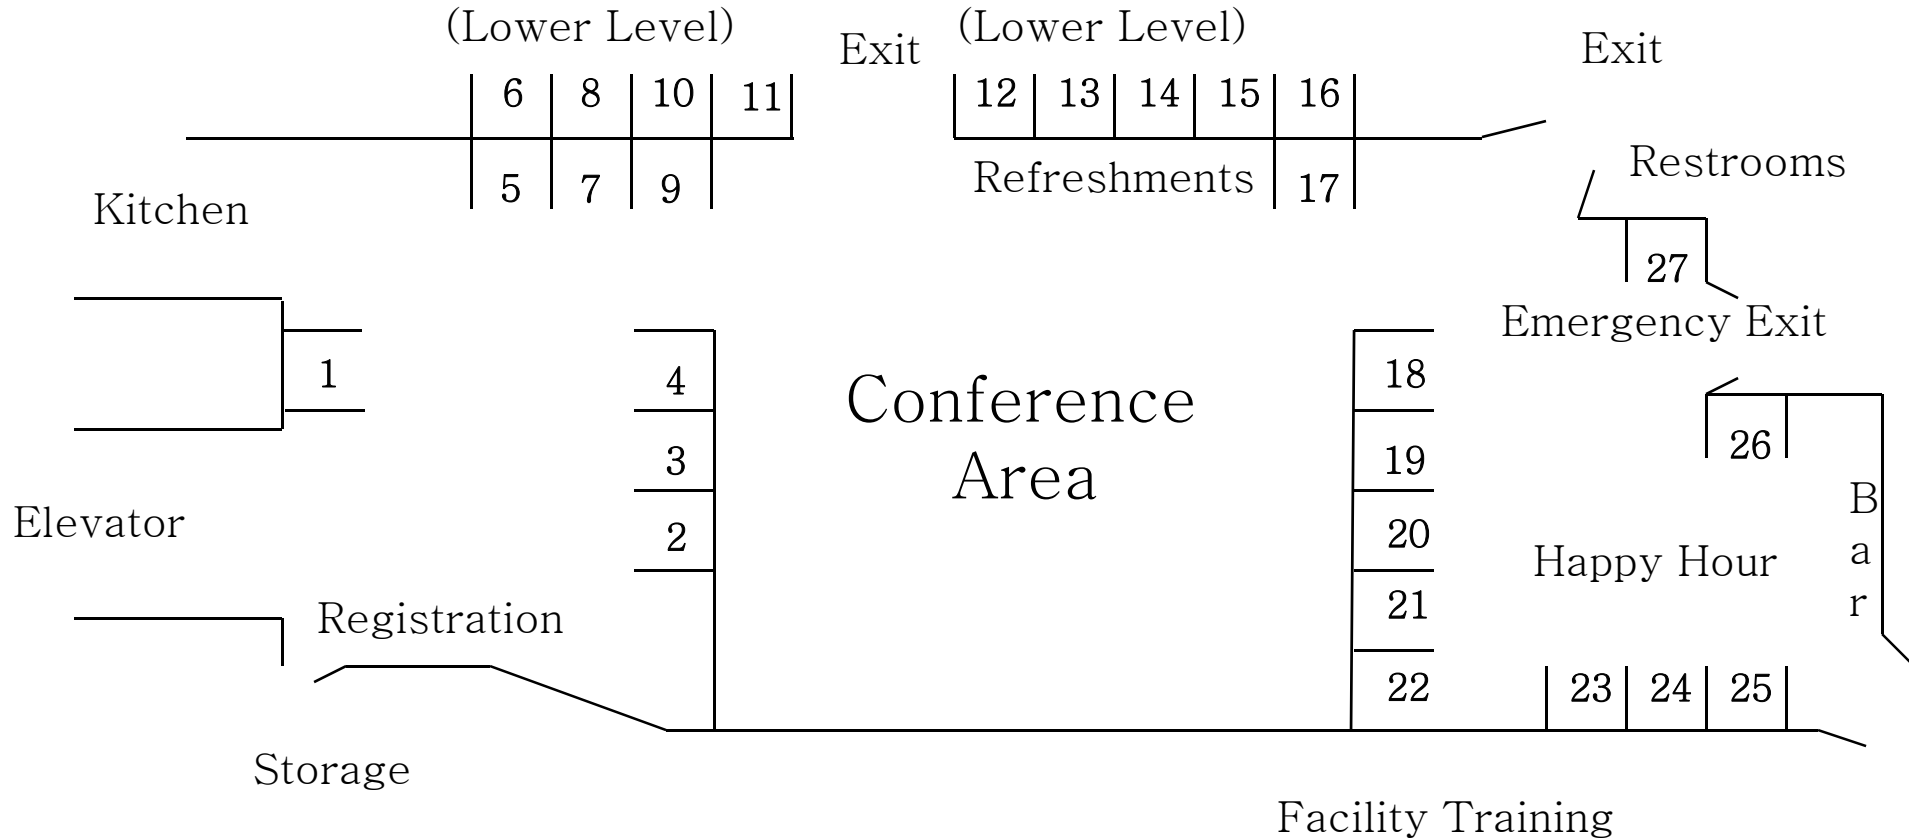 (Lower Level) Exit (Lower Level) Exit
6 8 10 11 12 13 14 15 16
Restrooms
5 7 9 Refreshments 17
Kitchen
27
Emergency Exit
1 4 Conference 18
26
3 Area 19
Elevator 2 20 Bar
Happy Hour
Registration 21
22 23 24 25
Storage
Facility Training